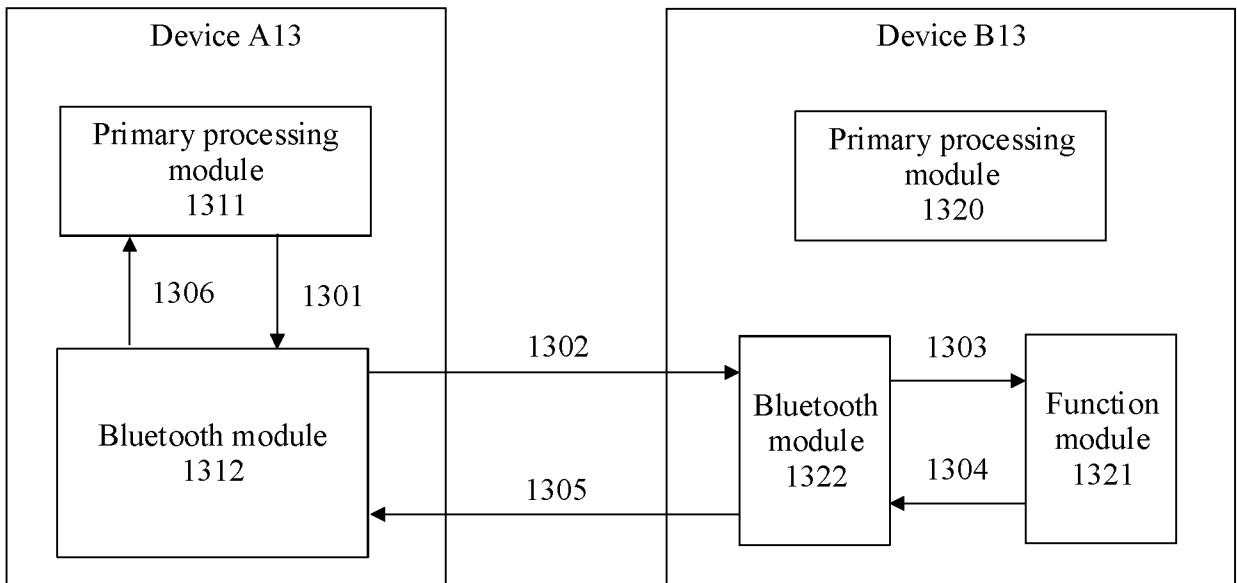 Device A13
Device B13
Primary processing
module
1311
Primary processing
module
1320
1306
1301
1302
1303
Bluetooth module
1312
Bluetooth
module
1322
Function
module
1321
1304
1305